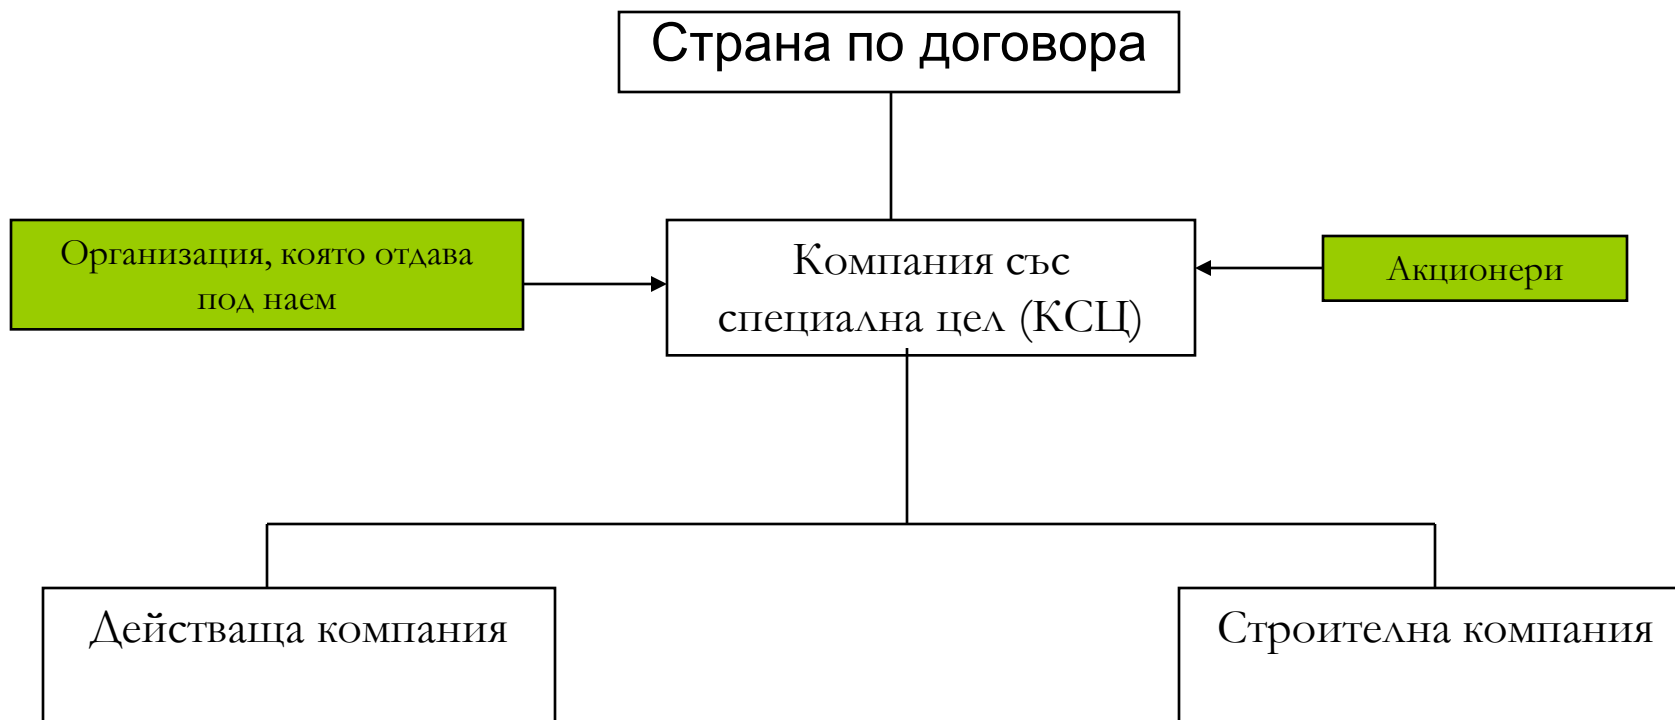 Страна по договора
Организация, която отдава
под наем
Компания със
специална цел (КСЦ)
Акционери
Действаща компания
Строителна компания